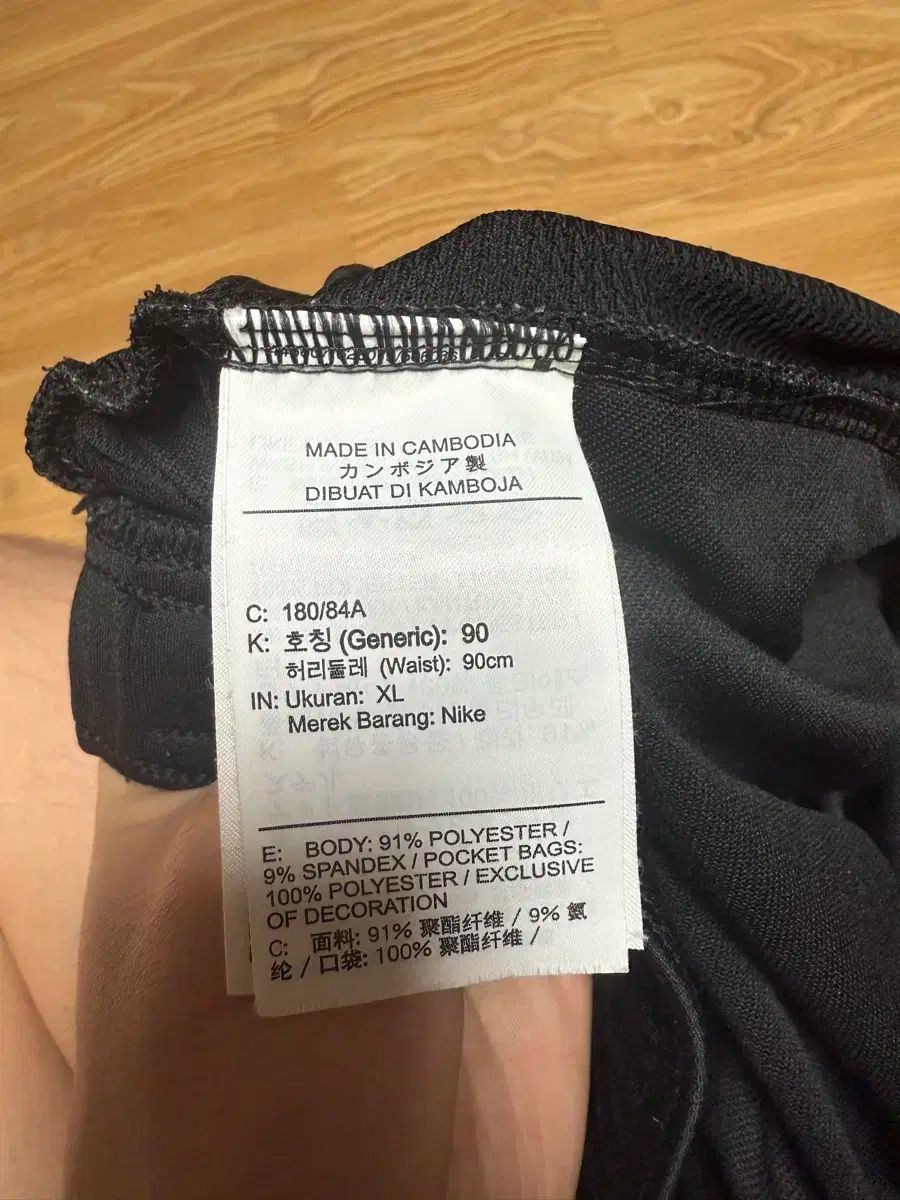 MADE IN CAMBODIA
カンボジア製
DIBUAT DI KAMBOJA
C: 180/84A
K: 호칭 (Generic): 90
허리둘레 (Waist): 90cm
IN: Ukuran: XL
Merek Barang: Nike
E: BODY: 91% POLYESTER /
9% SPANDEX / POCKET BAGS:
100% POLYESTER / EXCLUSIVE
OF DECORATION
C: 面料: 91% 聚酯纤维 / 9% 氨
纶 / 口袋: 100% 聚酯纤维 /